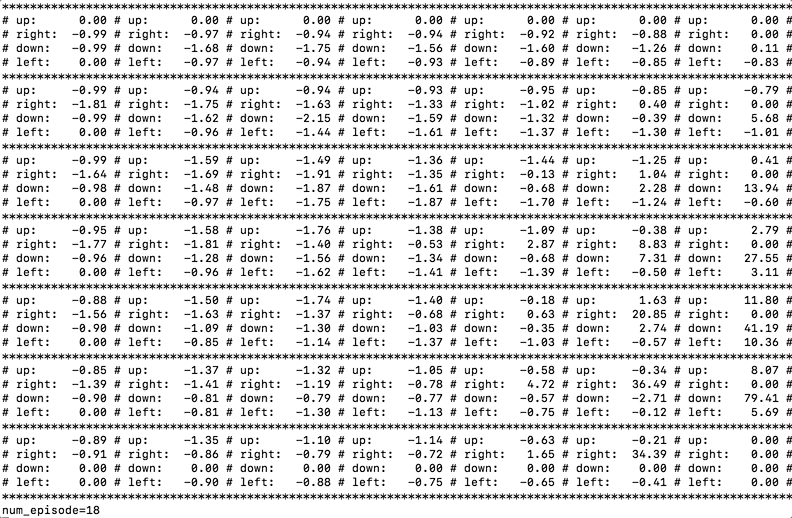 *****************************************************************************************************************
# up:      0.00 # up:      0.00 # up:      0.00 # up:      0.00 # up:      0.00 # up:      0.00 # up:      0.00 #
# right:  -0.99 # right:  -0.97 # right:  -0.94 # right:  -0.94 # right:  -0.92 # right:  -0.88 # right:   0.00 #
# down:   -0.99 # down:   -1.68 # down:   -1.75 # down:   -1.56 # down:   -1.60 # down:   -1.26 # down:    0.11 #
# left:    0.00 # left:   -0.97 # left:   -0.94 # left:   -0.93 # left:   -0.89 # left:   -0.85 # left:   -0.83 #
*****************************************************************************************************************
# up:     -0.99 # up:     -0.94 # up:     -0.94 # up:     -0.93 # up:     -0.95 # up:     -0.85 # up:     -0.79 #
# right:  -1.81 # right:  -1.75 # right:  -1.63 # right:  -1.33 # right:  -1.02 # right:   0.40 # right:   0.00 #
# down:   -0.99 # down:   -1.62 # down:   -2.15 # down:   -1.59 # down:   -1.32 # down:   -0.39 # down:    5.68 #
# left:    0.00 # left:   -0.96 # left:   -1.44 # left:   -1.61 # left:   -1.37 # left:   -1.30 # left:   -1.01 #
*****************************************************************************************************************
# up:     -0.99 # up:     -1.59 # up:     -1.49 # up:     -1.36 # up:     -1.44 # up:     -1.25 # up:      0.41 #
# right:  -1.64 # right:  -1.69 # right:  -1.91 # right:  -1.35 # right:  -0.13 # right:   1.04 # right:   0.00 #
# down:   -0.98 # down:   -1.48 # down:   -1.87 # down:   -1.61 # down:   -0.68 # down:    2.28 # down:   13.94 #
# left:    0.00 # left:   -0.97 # left:   -1.75 # left:   -1.87 # left:   -1.70 # left:   -1.24 # left:   -0.60 #
*****************************************************************************************************************
# up:     -0.95 # up:     -1.58 # up:     -1.76 # up:     -1.38 # up:     -1.09 # up:     -0.38 # up:      2.79 #
# right:  -1.77 # right:  -1.81 # right:  -1.40 # right:  -0.53 # right:   2.87 # right:   8.83 # right:   0.00 #
# down:   -0.96 # down:   -1.28 # down:   -1.56 # down:   -1.34 # down:   -0.68 # down:    7.31 # down:   27.55 #
# left:    0.00 # left:   -0.96 # left:   -1.62 # left:   -1.41 # left:   -1.39 # left:   -0.50 # left:    3.11 #
*****************************************************************************************************************
# up:     -0.88 # up:     -1.50 # up:     -1.74 # up:     -1.40 # up:     -0.18 # up:      1.63 # up:     11.80 #
# right:  -1.56 # right:  -1.63 # right:  -1.37 # right:  -0.68 # right:   0.63 # right:  20.85 # right:   0.00 #
# down:   -0.90 # down:   -1.09 # down:   -1.30 # down:   -1.03 # down:   -0.35 # down:    2.74 # down:   41.19 #
# left:    0.00 # left:   -0.85 # left:   -1.14 # left:   -1.37 # left:   -1.03 # left:   -0.57 # left:   10.36 #
*****************************************************************************************************************
# up:     -0.85 # up:     -1.37 # up:     -1.32 # up:     -1.05 # up:     -0.58 # up:     -0.34 # up:      8.07 #
# right:  -1.39 # right:  -1.41 # right:  -1.19 # right:  -0.78 # right:   4.72 # right:  36.49 # right:   0.00 #
# down:   -0.90 # down:   -0.81 # down:   -0.79 # down:   -0.77 # down:   -0.57 # down:   -2.71 # down:   79.41 #
# left:    0.00 # left:   -0.81 # left:   -1.30 # left:   -1.13 # left:   -0.75 # left:   -0.12 # left:    5.69 #
*****************************************************************************************************************
# up:     -0.89 # up:     -1.35 # up:     -1.10 # up:     -1.14 # up:     -0.63 # up:     -0.21 # up:      0.00 #
# right:  -0.91 # right:  -0.86 # right:  -0.79 # right:  -0.72 # right:   1.65 # right:  34.39 # right:   0.00 #
# down:    0.00 # down:    0.00 # down:    0.00 # down:    0.00 # down:    0.00 # down:    0.00 # down:    0.00 #
# left:    0.00 # left:   -0.90 # left:   -0.88 # left:   -0.75 # left:   -0.65 # left:   -0.41 # left:    0.00 #
*****************************************************************************************************************
num_episode=18